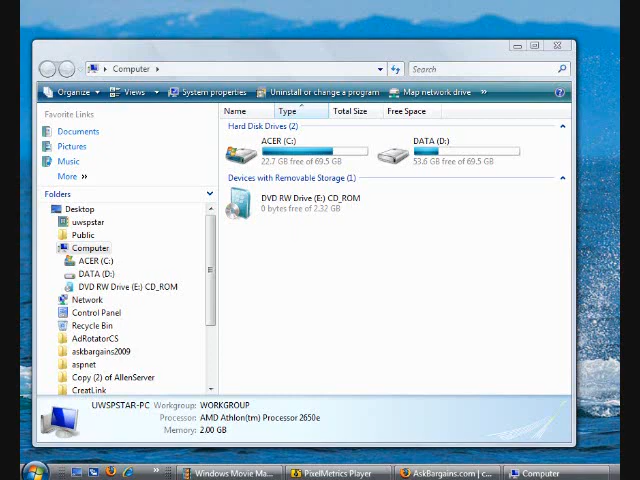 Computer
Search
Organize Views System properties Uninstall or change a program Map network drive »
Favorite Links
Documents
Pictures
Music
More »
Folders
Desktop
uwspstar
Public
Computer
ACER (C:)
DATA (D:)
DVD RW Drive (E:) CD_ROM
Network
Control Panel
Recycle Bin
AdRotatorCS
askbargains2009
aspnet
Copy (2) of AllenServer
CreatLink
Name Type Total Size Free Space
Hard Disk Drives (2)
ACER (C:)
22.7 GB free of 69.5 GB
DATA (D:)
53.6 GB free of 69.5 GB
Devices with Removable Storage (1)
DVD RW Drive (E:) CD_ROM
0 bytes free of 2.32 GB
UWSPSTAR-PC Workgroup: WORKGROUP
Processor: AMD Athlon(tm) Processor 2650e
Memory: 2.00 GB
» Windows Movie Ma... PixelMetrics Player AskBargains.com | c... Computer